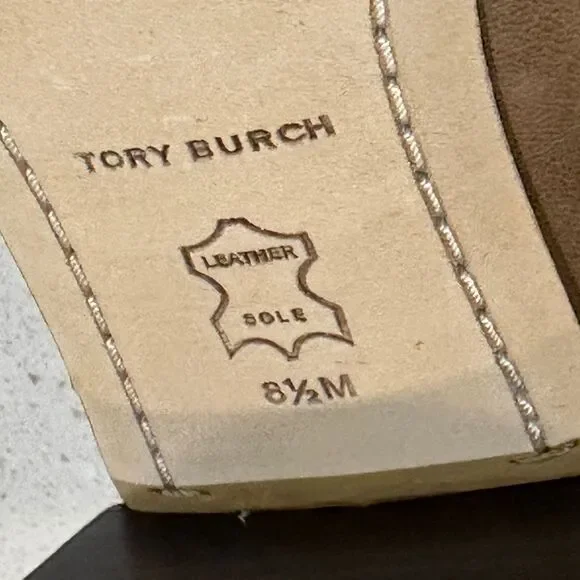 TORY BURCH
LEATHER
SOLE
8½M